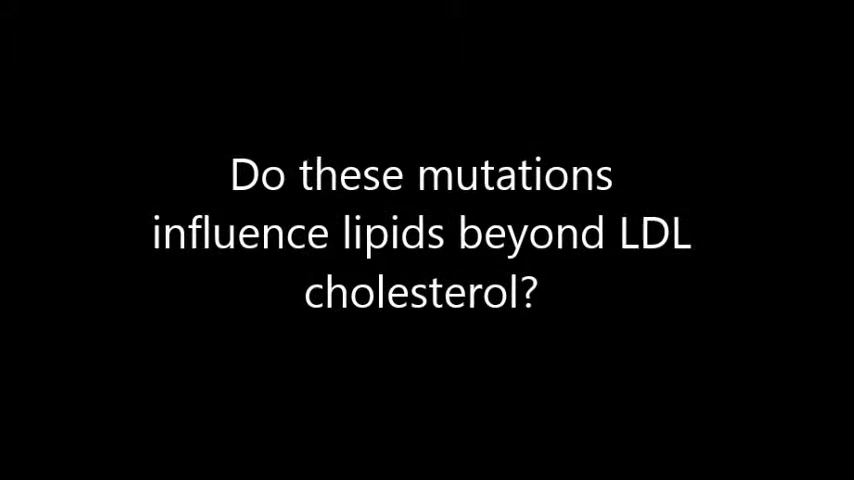 Do these mutations
influence lipids beyond LDL
cholesterol?